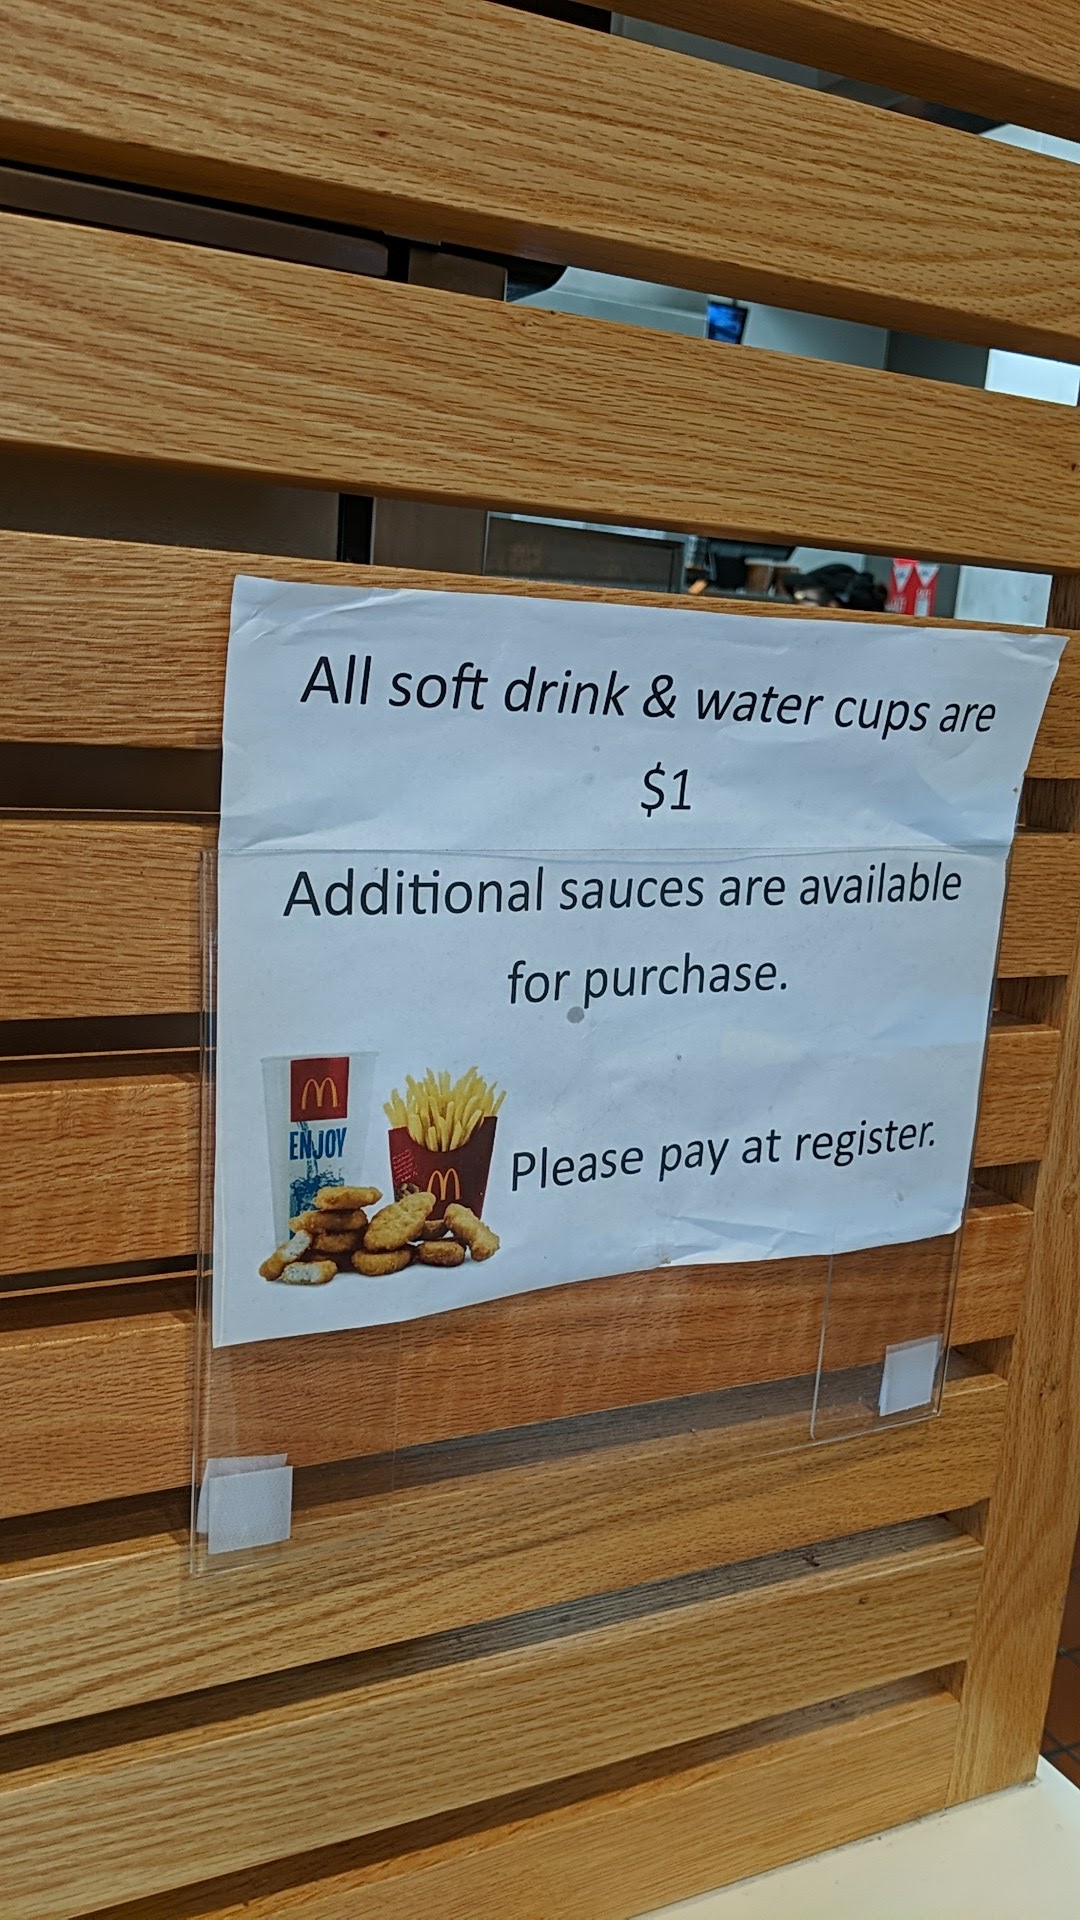 All soft drink & water cups are
$1
Additional sauces are available
for purchase.
Please pay at register.
M
ENJOY
M